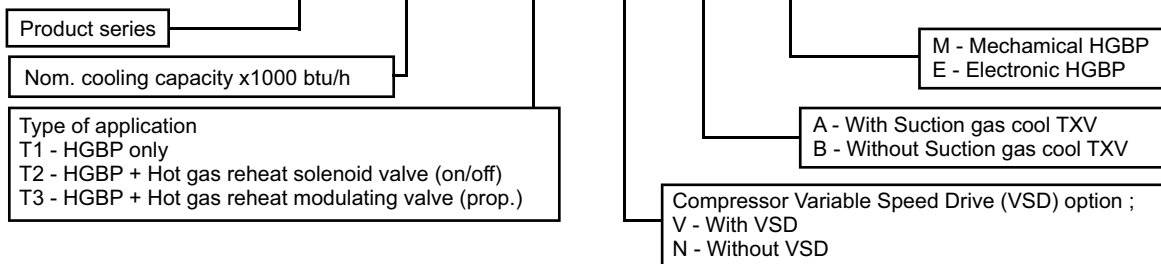 Product series
Nom. cooling capacity x1000 btu/h
Type of application
T1 - HGBP only
T2 - HGBP + Hot gas reheat solenoid valve (on/off)
T3 - HGBP + Hot gas reheat modulating valve (prop.)
M - Mechamical HGBP
E - Electronic HGBP
A - With Suction gas cool TXV
B - Without Suction gas cool TXV
Compressor Variable Speed Drive (VSD) option ;
V - With VSD
N - Without VSD